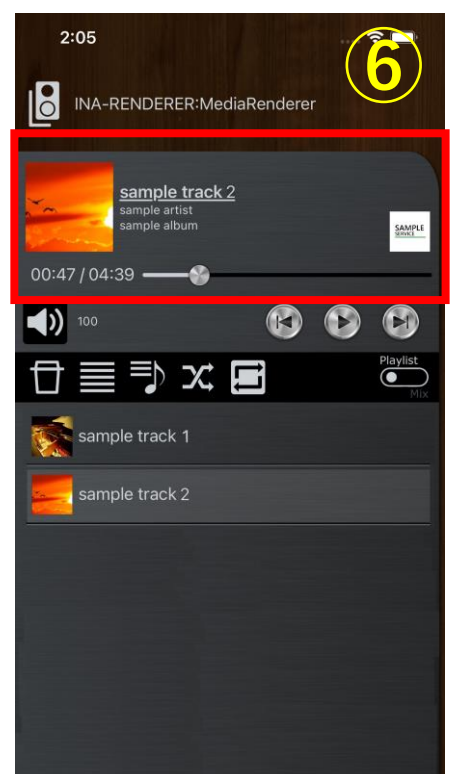 2:05
⑥
INA-RENDERER:MediaRenderer
sample track 2
sample artist
sample album
SAMPLE
SERVICE
00:47 / 04:39
100
Playlist
Mix
sample track 1
sample track 2